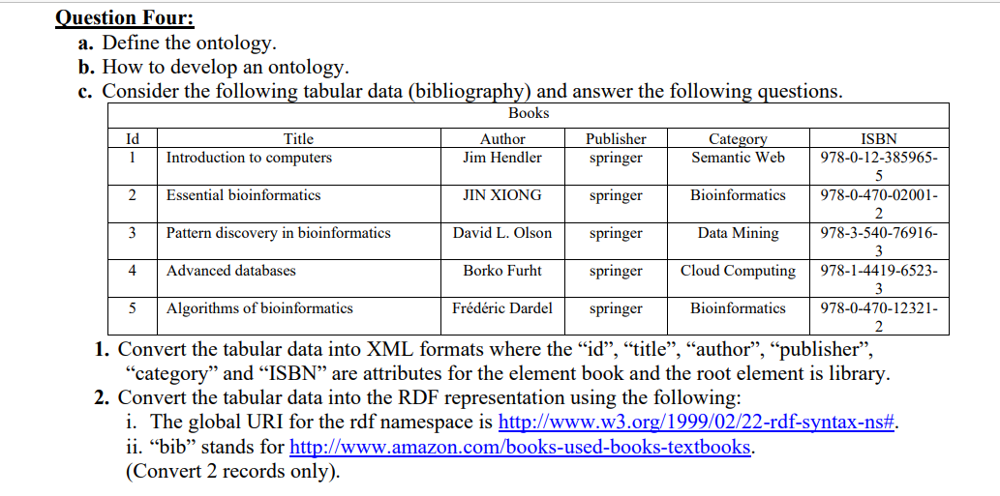 Question Four:
a. Define the ontology.
b. How to develop an ontology.
c. Consider the following tabular data (bibliography) and answer the following questions.
Books
Id Title Author Publisher Category ISBN
1 Introduction to computers Jim Hendler springer Semantic Web 978-0-12-385965-
5
2 Essential bioinformatics JIN XIONG springer Bioinformatics 978-0-470-02001-
2
3 Pattern discovery in bioinformatics David L. Olson springer Data Mining 978-3-540-76916-
3
4 Advanced databases Borko Furht springer Cloud Computing 978-1-4419-6523-
3
5 Algorithms of bioinformatics Frédéric Dardel springer Bioinformatics 978-0-470-12321-
2
1. Convert the tabular data into XML formats where the “id”, “title”, “author”, “publisher”,
“category” and “ISBN” are attributes for the element book and the root element is library.
2. Convert the tabular data into the RDF representation using the following:
i. The global URI for the rdf namespace is http://www.w3.org/1999/02/22-rdf-syntax-ns#.
ii. “bib” stands for http://www.amazon.com/books-used-books-textbooks.
(Convert 2 records only).